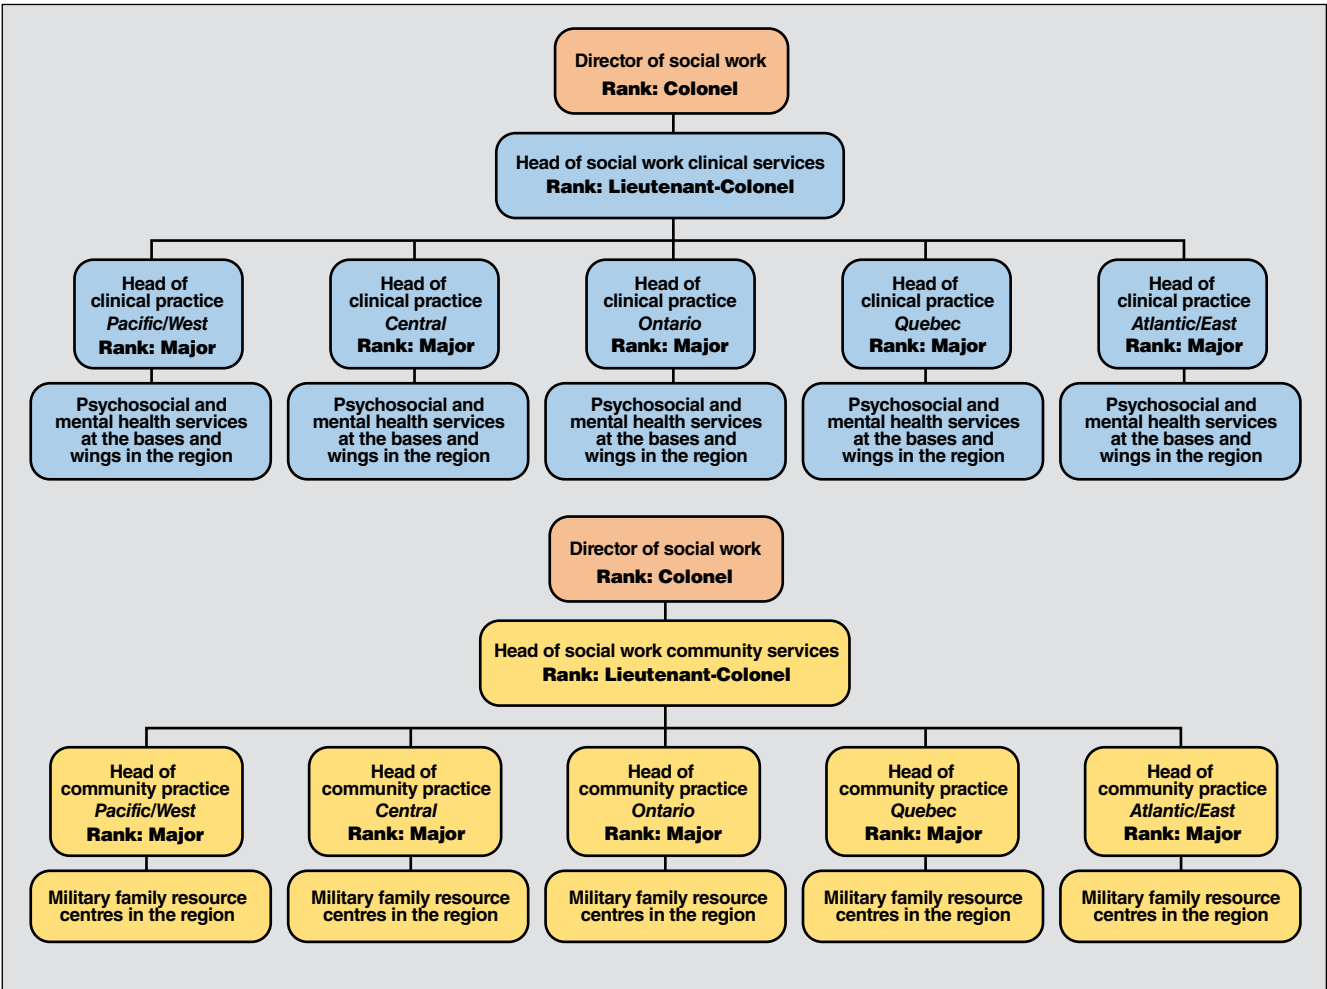 Director of social work
Rank: Colonel
Head of social work clinical services
Rank: Lieutenant-Colonel
Head of
clinical practice
Pacific/West
Rank: Major
Head of
clinical practice
Central
Rank: Major
Head of
clinical practice
Ontario
Rank: Major
Head of
clinical practice
Quebec
Rank: Major
Head of
clinical practice
Atlantic/East
Rank: Major
Psychosocial and
mental health services
at the bases and
wings in the region
Psychosocial and
mental health services
at the bases and
wings in the region
Psychosocial and
mental health services
at the bases and
wings in the region
Psychosocial and
mental health services
at the bases and
wings in the region
Psychosocial and
mental health services
at the bases and
wings in the region
Director of social work
Rank: Colonel
Head of social work community services
Rank: Lieutenant-Colonel
Head of
community practice
Pacific/West
Rank: Major
Head of
community practice
Central
Rank: Major
Head of
community practice
Ontario
Rank: Major
Head of
community practice
Quebec
Rank: Major
Head of
community practice
Atlantic/East
Rank: Major
Military family resource
centres in the region
Military family resource
centres in the region
Military family resource
centres in the region
Military family resource
centres in the region
Military family resource
centres in the region